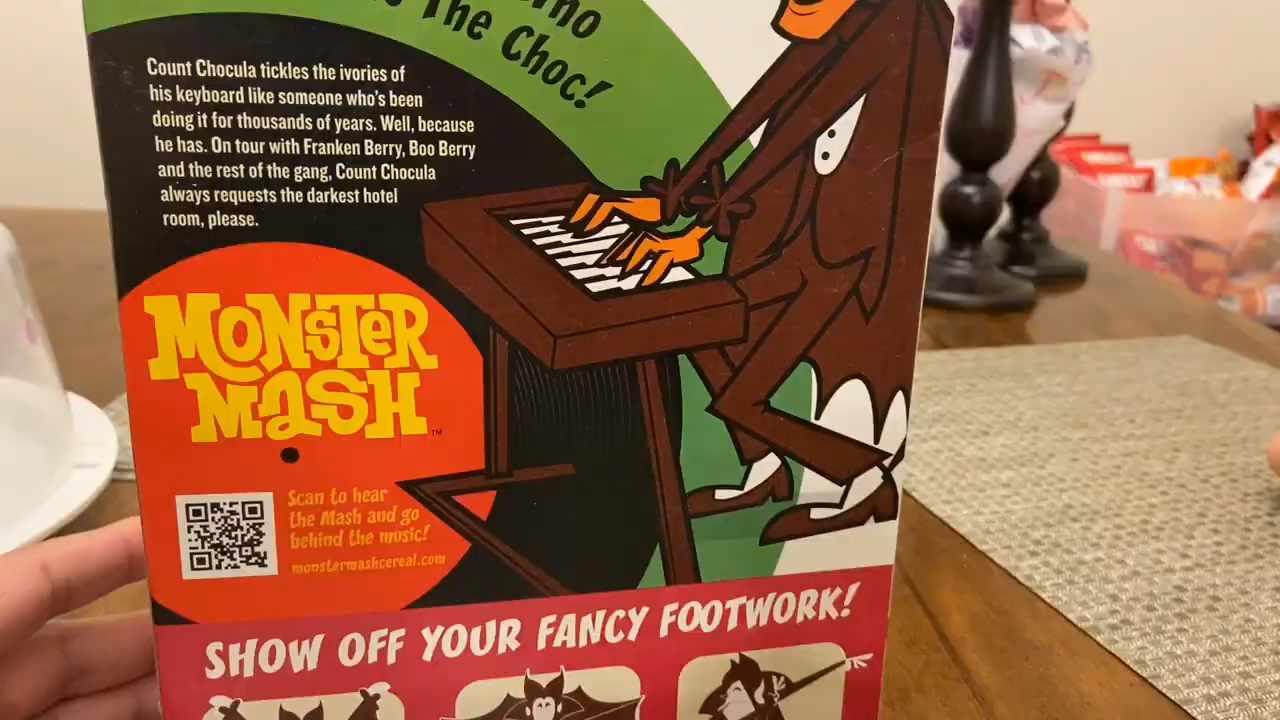 The Choc!
Count Chocula tickles the ivories of
his keyboard like someone who's been
doing it for thousands of years. Well, because
he has. On tour with Franken Berry, Boo Berry
and the rest of the gang, Count Chocula
always requests the darkest hotel
room, please.
MONSTER
MASH
TM
Scan to hear
the Mash and go
behind the music!
monstermashcereal.com
SHOW OFF YOUR FANCY FOOTWORK!